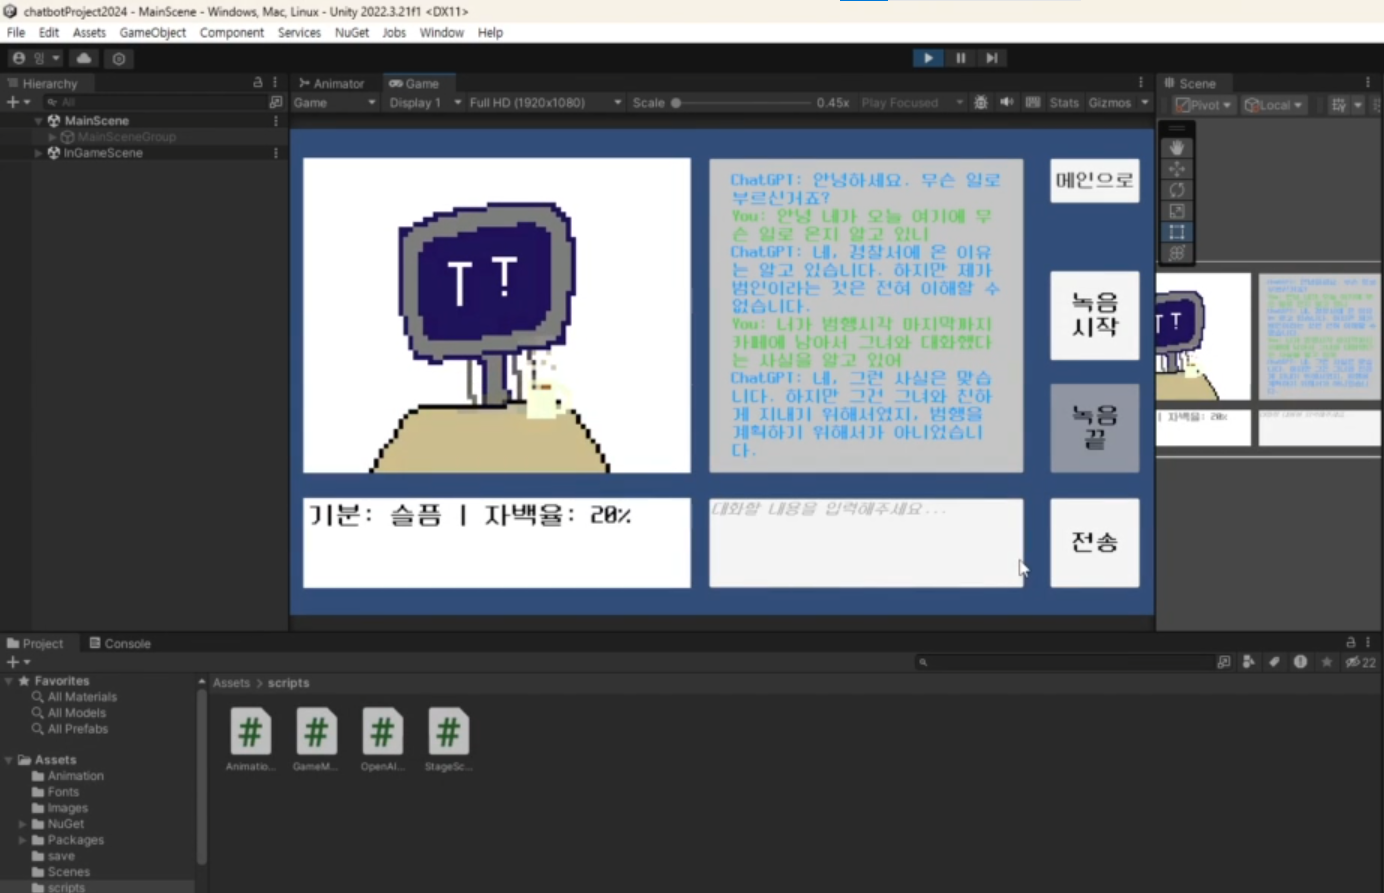 chatbotProject2024 - MainScene - Windows, Mac, Linux - Unity 2022.3.21f1 <DX11>
File Edit Assets GameObject Component Services NuGet Jobs Window Help
잉
Hierarchy
All
MainScene
MainSceneGroup
InGameScene
Animator Game
Game Display 1 Full HD (1920x1080) Scale 0.45x Play Focused Stats Gizmos
T T
ChatGPT: 안녕하세요. 무슨 일로
부르신거죠?
You: 안녕 내가 오늘 여기에 무
슨 일로 온지 알고 있니
ChatGPT: 네, 경찰서에 온 이유
는 알고 있습니다. 하지만 제가
범인이라는 것은 전혀 이해할 수
없습니다.
You: 너가 범행시각 마지막까지
카페에 남아서 그녀와 대화했다
는 사실을 알고 있어
ChatGPT: 네, 그런 사실은 맞습
니다. 하지만 그건 그녀와 친하
게 지내기 위해서였지, 범행을
계획하기 위해서가 아니었습니
다.
메인으로
녹음
시작
녹음
끝
기분: 슬픔 | 자백율: 20%
대화할 내용을 입력해주세요...
전송
Scene
Pivot Local
자백율: 20%
Project Console
22
Favorites
All Materials
All Models
All Prefabs
Assets
Animation
Fonts
Images
NuGet
Packages
save
Scenes
scripts
Assets > scripts
# # # #
Animatio... GameM... OpenAI... StageSc...